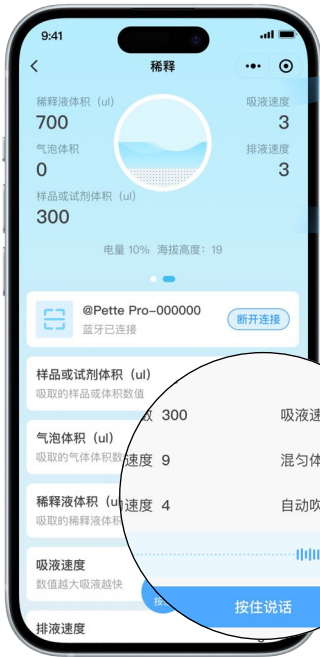 9:41
稀释
稀释液体积（ul） 吸液速度
700 3
气泡体积 排液速度
0 3
样品或试剂体积（ul）
300
电量 10% 海拔高度：19
@Pette Pro-000000
蓝牙已连接
断开连接
样品或试剂体积（ul）
吸取的样品或体积数值
气泡体积（ul）
吸取的气体体积数
稀释液体积（u
吸取的稀释液体积
吸液速度
数值越大吸液越快
排液速度
按
数 300 吸液速
速度 9 混匀体
速度 4 自动吹
按住说话